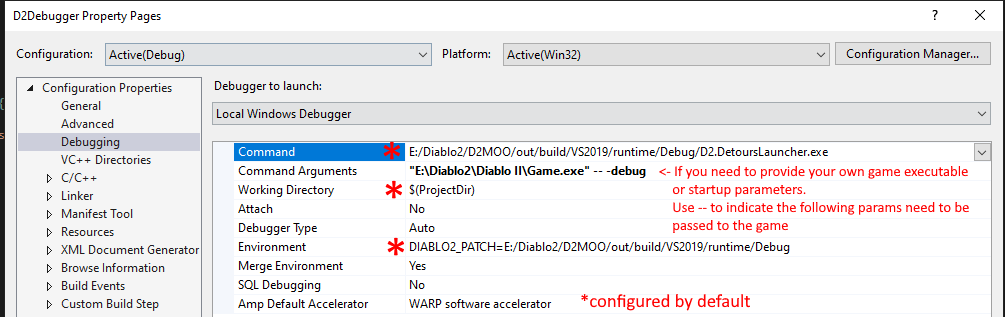 D2Debugger Property Pages
? ×
Configuration: Active(Debug) Platform: Active(Win32) Configuration Manager...
Configuration Properties
General
Advanced
Debugging
VC++ Directories
C/C++
Linker
Manifest Tool
Resources
XML Document Generator
Browse Information
Build Events
Custom Build Step
Debugger to launch:
Local Windows Debugger
Command * E:/Diablo2/D2MOO/out/build/VS2019/runtime/Debug/D2.DetoursLauncher.exe
Command Arguments "E:\Diablo2\Diablo II\Game.exe" -- -debug
Working Directory * $(ProjectDir)
Attach No
Debugger Type Auto
Environment * DIABLO2_PATCH=E:/Diablo2/D2MOO/out/build/VS2019/runtime/Debug
Merge Environment Yes
SQL Debugging No
Amp Default Accelerator WARP software accelerator
<- If you need to provide your own game executable
or startup parameters.
Use -- to indicate the following params need to be
passed to the game
*configured by default